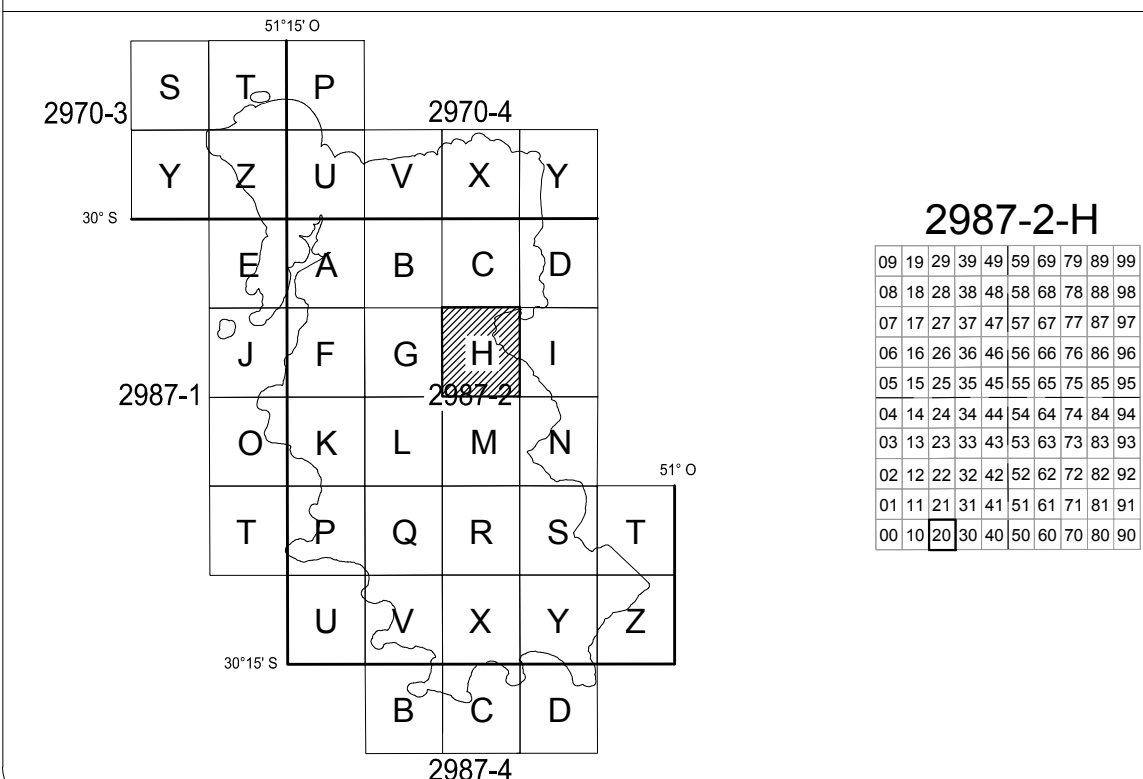 51°15' O
S T P
2970-3
2970-4
Y Z U V X Y
30° S
E A B C D
J F G H I
2987-1
2987-2
O K L M N
51° O
T P Q R S T
U V X Y Z
30°15' S
B C D
2987-4
2987-2-H
09 19 29 39 49 59 69 79 89 99
08 18 28 38 48 58 68 78 88 98
07 17 27 37 47 57 67 77 87 97
06 16 26 36 46 56 66 76 86 96
05 15 25 35 45 55 65 75 85 95
04 14 24 34 44 54 64 74 84 94
03 13 23 33 43 53 63 73 83 93
02 12 22 32 42 52 62 72 82 92
01 11 21 31 41 51 61 71 81 91
00 10 20 30 40 50 60 70 80 90